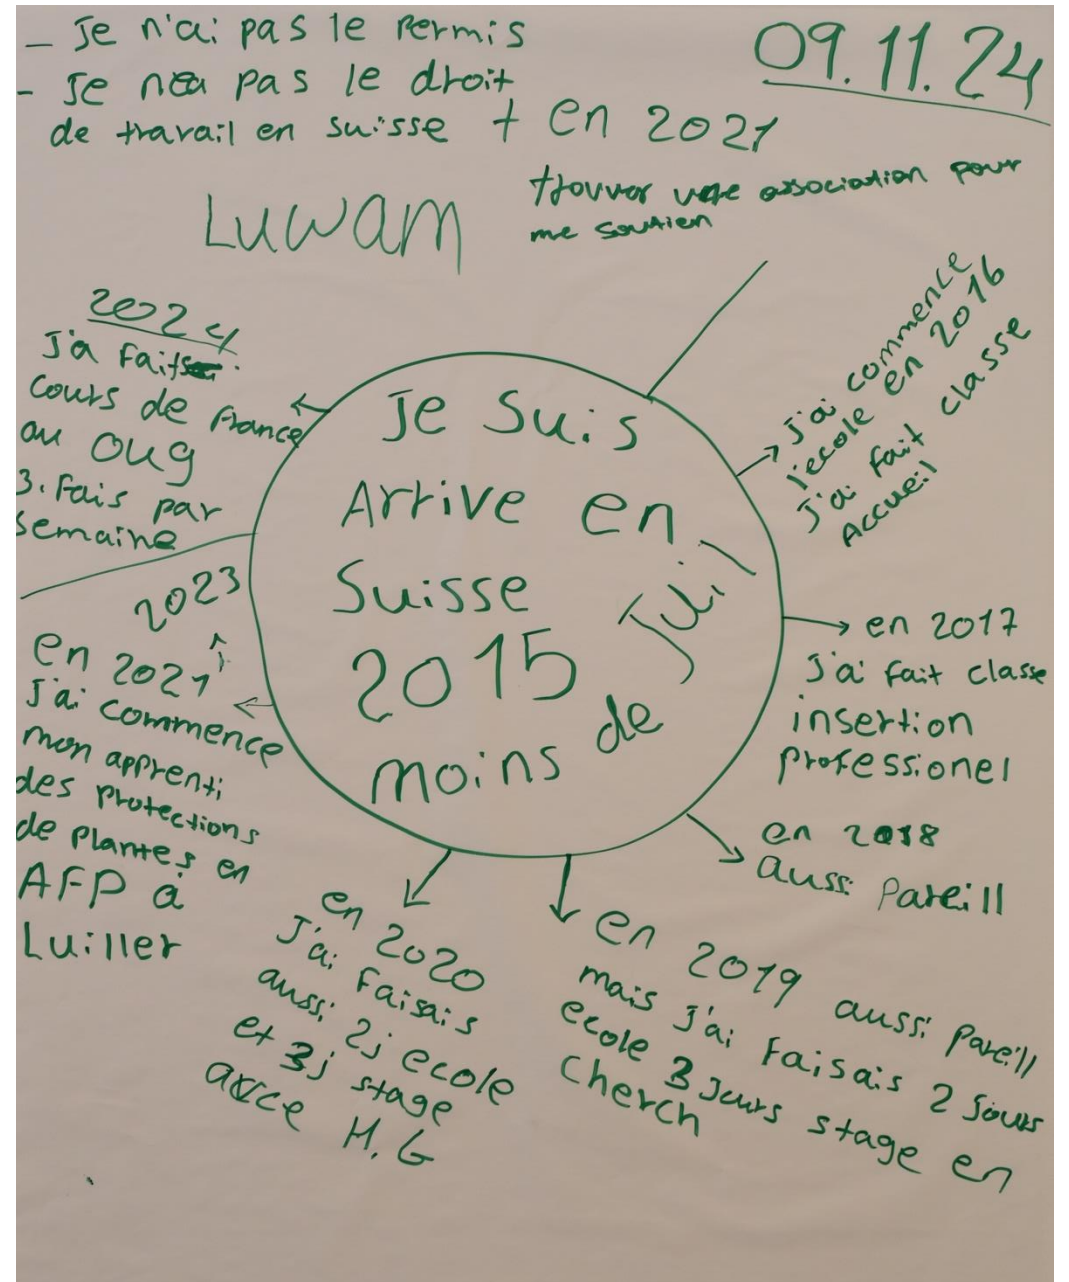 - Je n'ai pas le Permis
- Je nea pas le droit
de travail en suisse
09.11.24
+ en 2021
trouver une association pour
me soutien
Luwam
Je Suis
Arrive en
Suisse
2015
moins de Juil
J'ai commence
l'ecole en 2016
J'ai fait classe
Accueil
en 2017
J'ai fait classe
insertion
professionel
en 2018
aussi Pareill
en 2019 aussi Pareill
mais j'ai Faisais 2 Jours
ecole 3 Jours stage en
Cherch
en 2020
J'ai Faisais
aussi 2j ecole
et 3j stage
H.G
2023
en 2021
J'ai commence
mon apprenti
des protections
de plantes en
AFP a
Luiller
2024
J'a Fait
Cours de France
au oug
3. Fais par
semaine